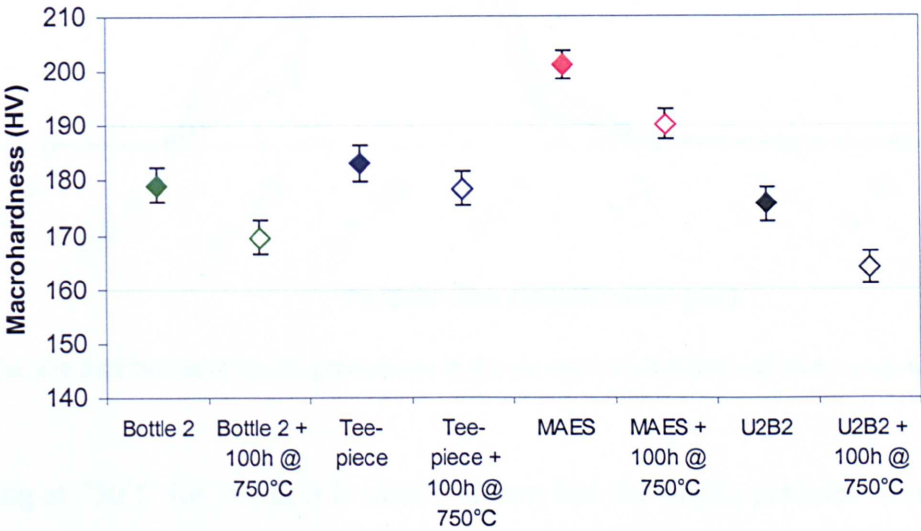 Macrohardness (HV)
210
200
190
180
170
160
150
140
Bottle 2
Bottle 2 +
100h @
750°C
Tee-
piece
Tee-
piece +
100h @
750°C
MAES
MAES +
100h @
750°C
U2B2
U2B2 +
100h @
750°C